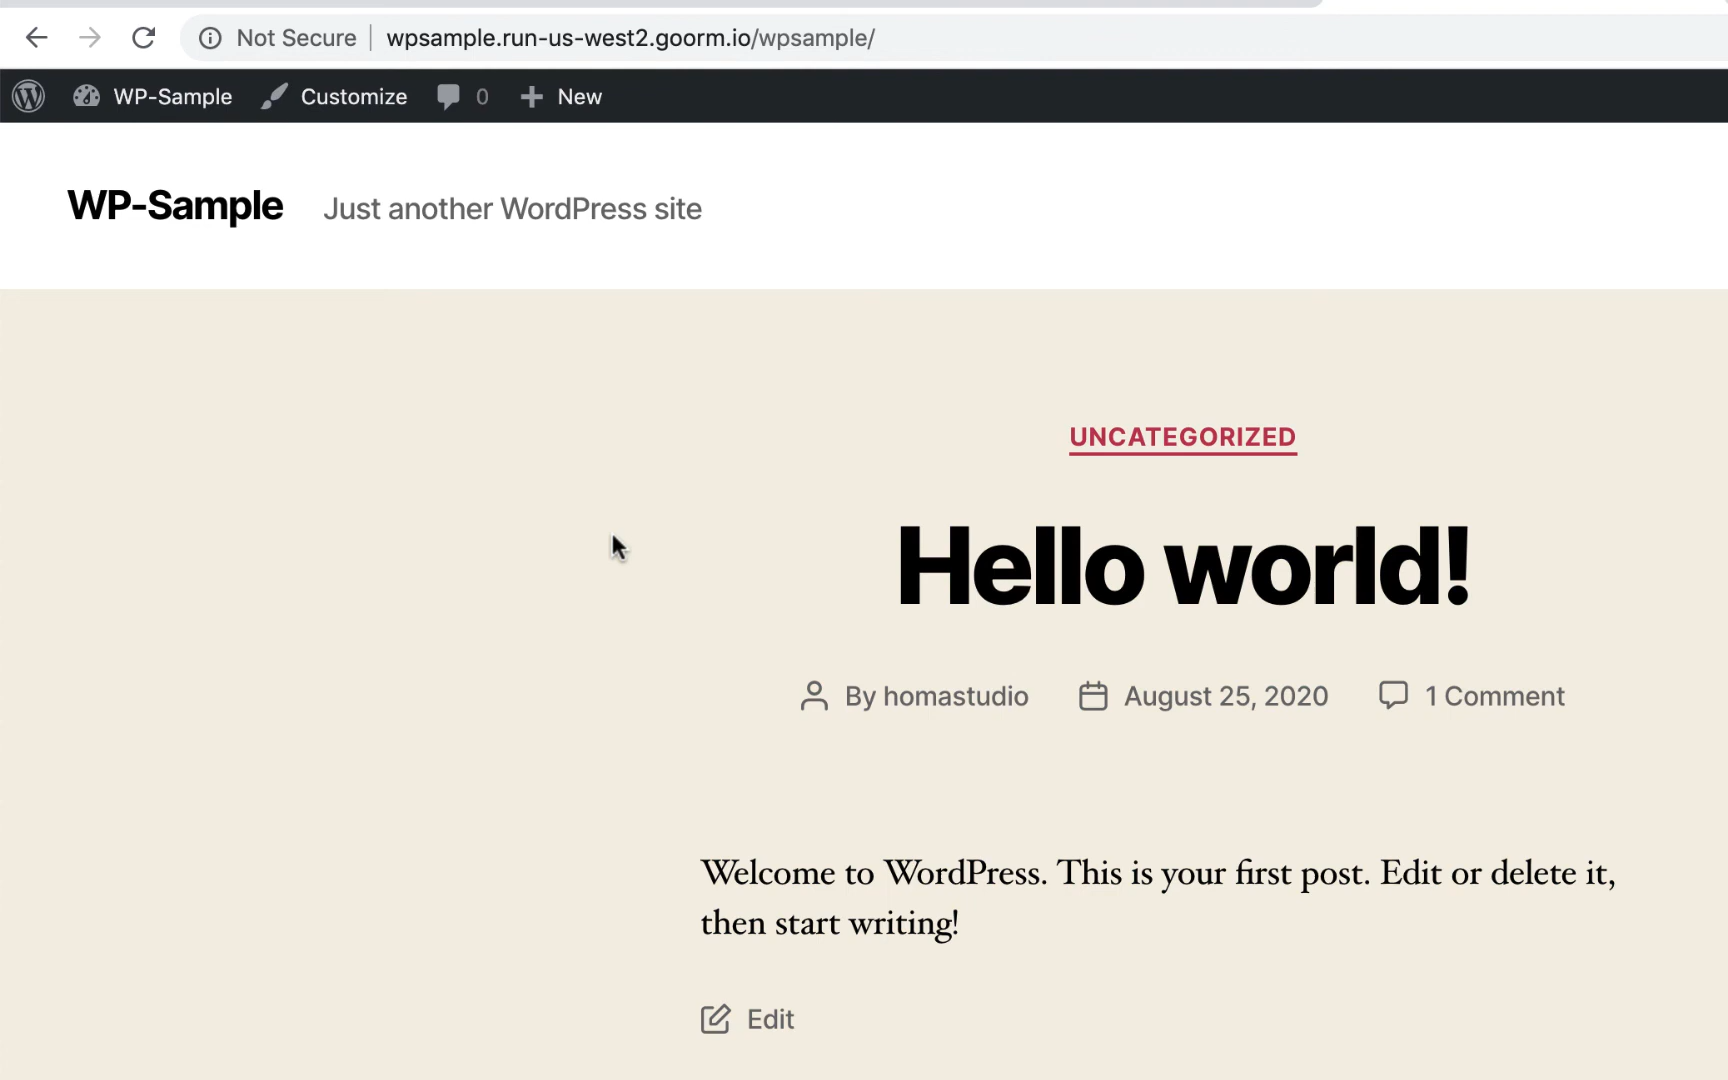 Not Secure wpsample.run-us-west2.goorm.io/wpsample/
WP-Sample Customize 0 New
WP-Sample Just another WordPress site
UNCATEGORIZED
Hello world!
By homastudio August 25, 2020 1 Comment
Welcome to WordPress. This is your first post. Edit or delete it,
then start writing!
Edit